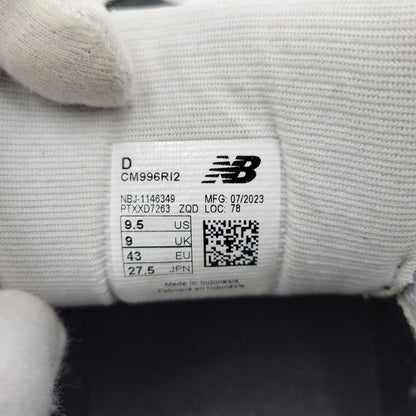 D
CM996RI2
NB
NBJ-1146349 MFG: 07/2023
PTXXD7263 ZQD LOC: 78
9.5 US
9 UK
43 EU
27.5 JPN
Made in Indonesia
Fabriqué en Indonésie